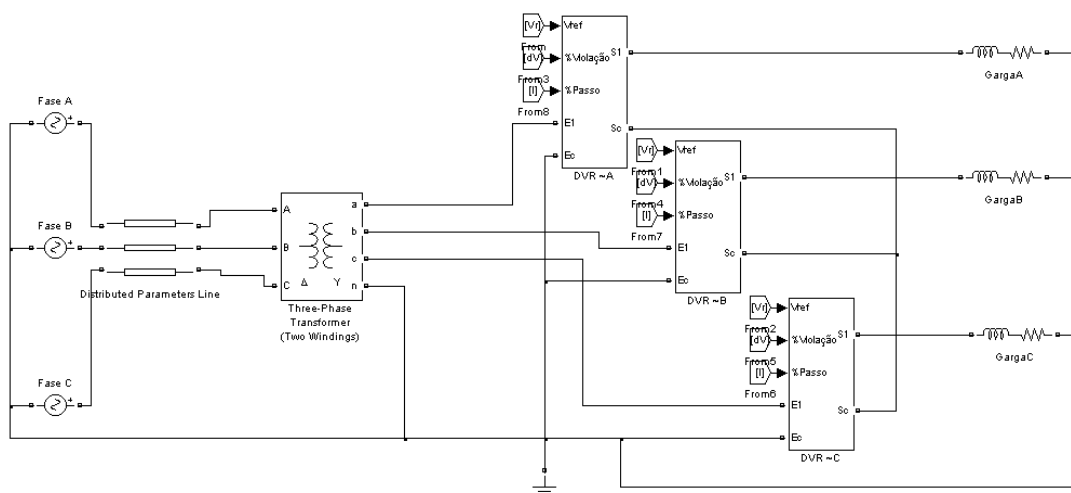 Fase A
Fase B
Fase C
Distributed Parameters Line
A
B
C
a
b
c
n
Δ
Y
Three-Phase
Transformer
(Two Windings)
[Vr]
From
[dV]
From3
[I]
From8
Vref
%Violação
%Passo
E1
Ec
S1
Sc
DVR ~A
[Vr]
From1
[dV]
From4
[I]
From7
Vref
%Violação
%Passo
E1
Ec
S1
Sc
DVR ~B
[Vr]
From2
[dV]
From5
[I]
From6
Vref
%Violação
%Passo
E1
Ec
S1
Sc
DVR ~C
GargaA
GargaB
GargaC